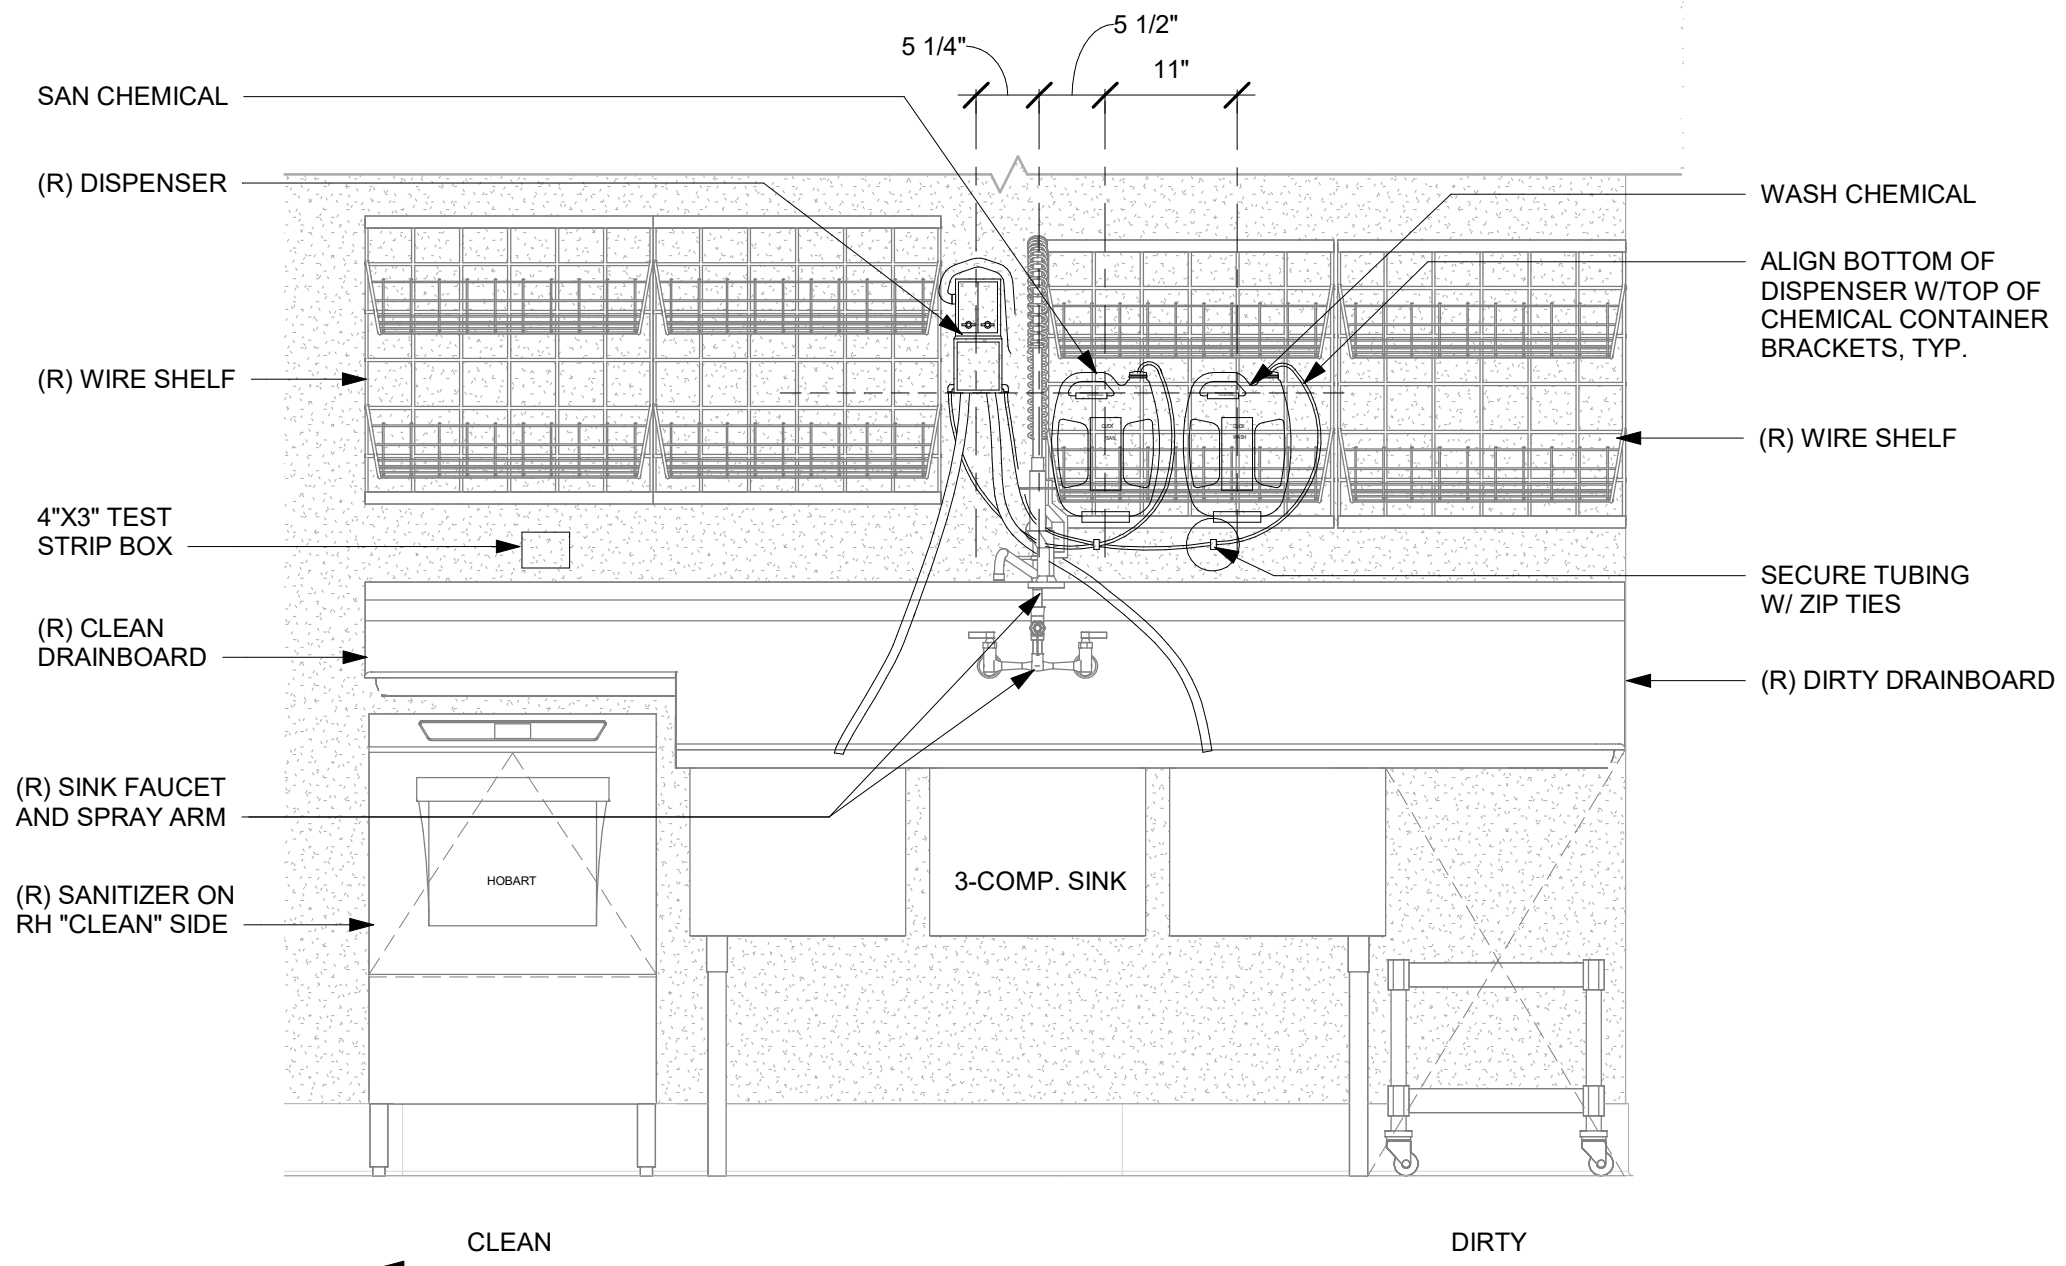 5 1/2"
5 1/4"
11"
SAN CHEMICAL
(R) DISPENSER
WASH CHEMICAL
ALIGN BOTTOM OF
DISPENSER W/TOP OF
CHEMICAL CONTAINER
BRACKETS, TYP.
(R) WIRE SHELF
(R) WIRE SHELF
4"X3" TEST
STRIP BOX
SECURE TUBING
W/ ZIP TIES
(R) CLEAN
DRAINBOARD
(R) DIRTY DRAINBOARD
(R) SINK FAUCET
AND SPRAY ARM
(R) SANITIZER ON
RH "CLEAN" SIDE
HOBART
3-COMP. SINK
SAN
WASH
CLEAN
DIRTY